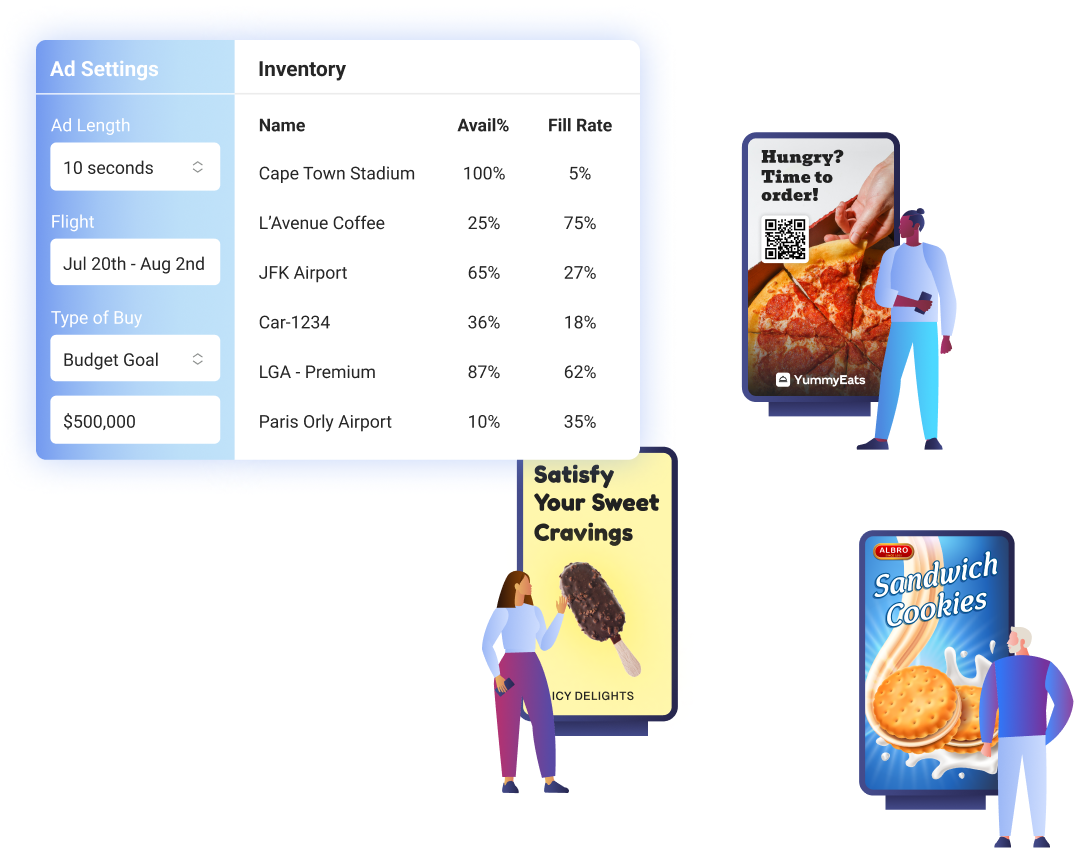 Ad Settings
Inventory
Ad Length
10 seconds
Flight
Jul 20th - Aug 2nd
Type of Buy
Budget Goal
$500,000
Name Avail% Fill Rate
Cape Town Stadium 100% 5%
L’Avenue Coffee 25% 75%
JFK Airport 65% 27%
Car-1234 36% 18%
LGA - Premium 87% 62%
Paris Orly Airport 10% 35%
Hungry?
Time to
order!
YummyEats
Satisfy
Your Sweet
Cravings
ICY DELIGHTS
ALBRO
Sandwich
Cookies